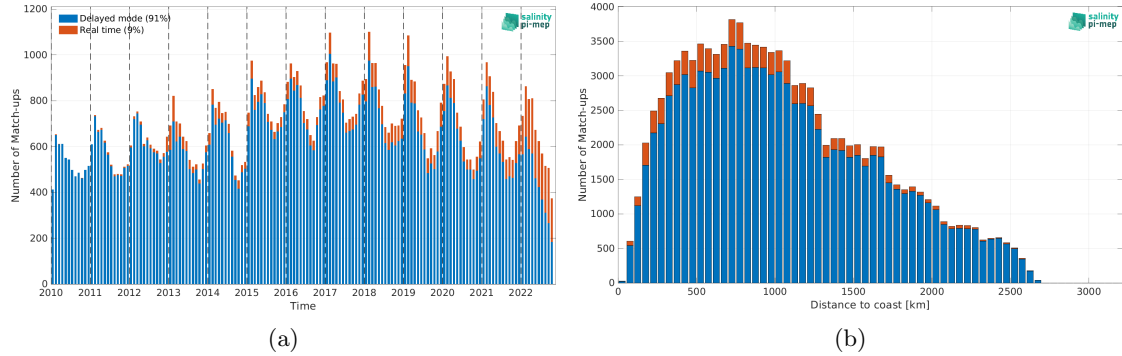 1200
1000
800
600
400
200
0
Number of Match-ups
Delayed mode (91%)
Real time (9%)
salinity
pi-mep
2010 2011 2012 2013 2014 2015 2016 2017 2018 2019 2020 2021 2022
Time
(a)
4000
3500
3000
2500
2000
1500
1000
500
0
Number of Match-ups
salinity
pi-mep
0 500 1000 1500 2000 2500 3000
Distance to coast [km]
(b)